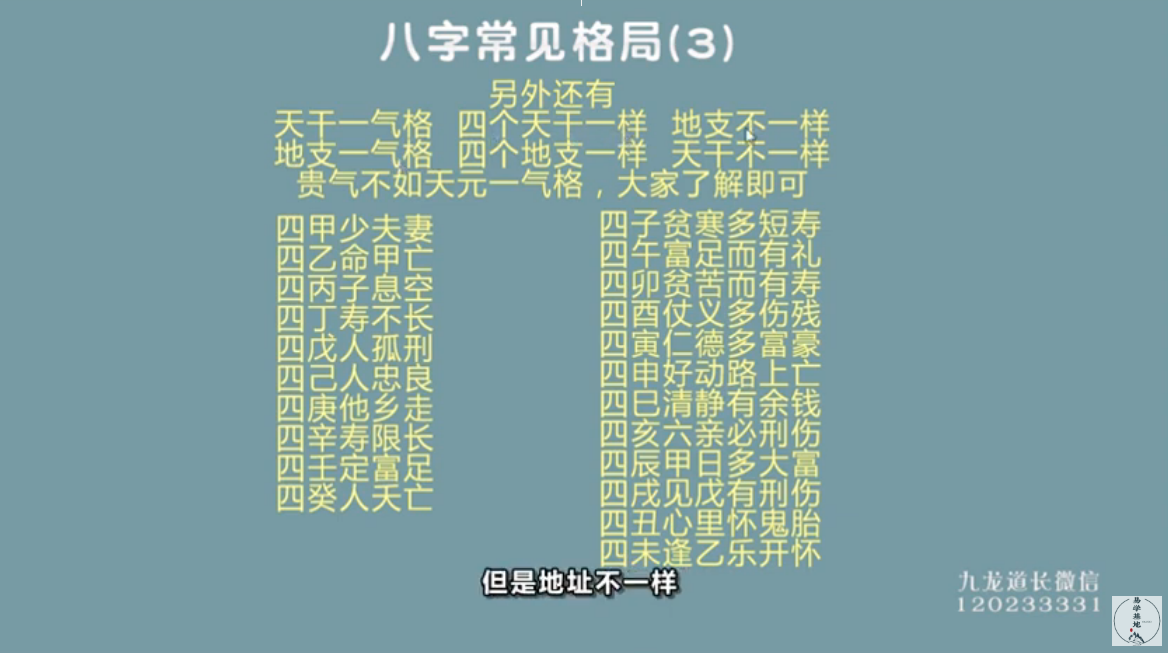 八字常见格局(3)
另外还有
天干一气格 四个天干一样 地支不一样
地支一气格 四个地支一样 天干不一样
贵气不如天元一气格，大家了解即可
四甲少夫妻
四乙命甲亡
四丙子息空
四丁寿不长
四戊人孤刑
四己人忠良
四庚他乡走
四辛寿限长
四壬定富足
四癸人夭亡
四子贫寒多短寿
四午富足而有礼
四卯贫苦而有寿
四酉仗义多伤残
四寅仁德多富豪
四申好动路上亡
四巳清静有余钱
四亥六亲必刑伤
四辰甲日多大富
四戌见戊有刑伤
四丑心里怀鬼胎
四未逢乙乐开怀
但是地址不一样
九龙道长微信
120233331
易学基地